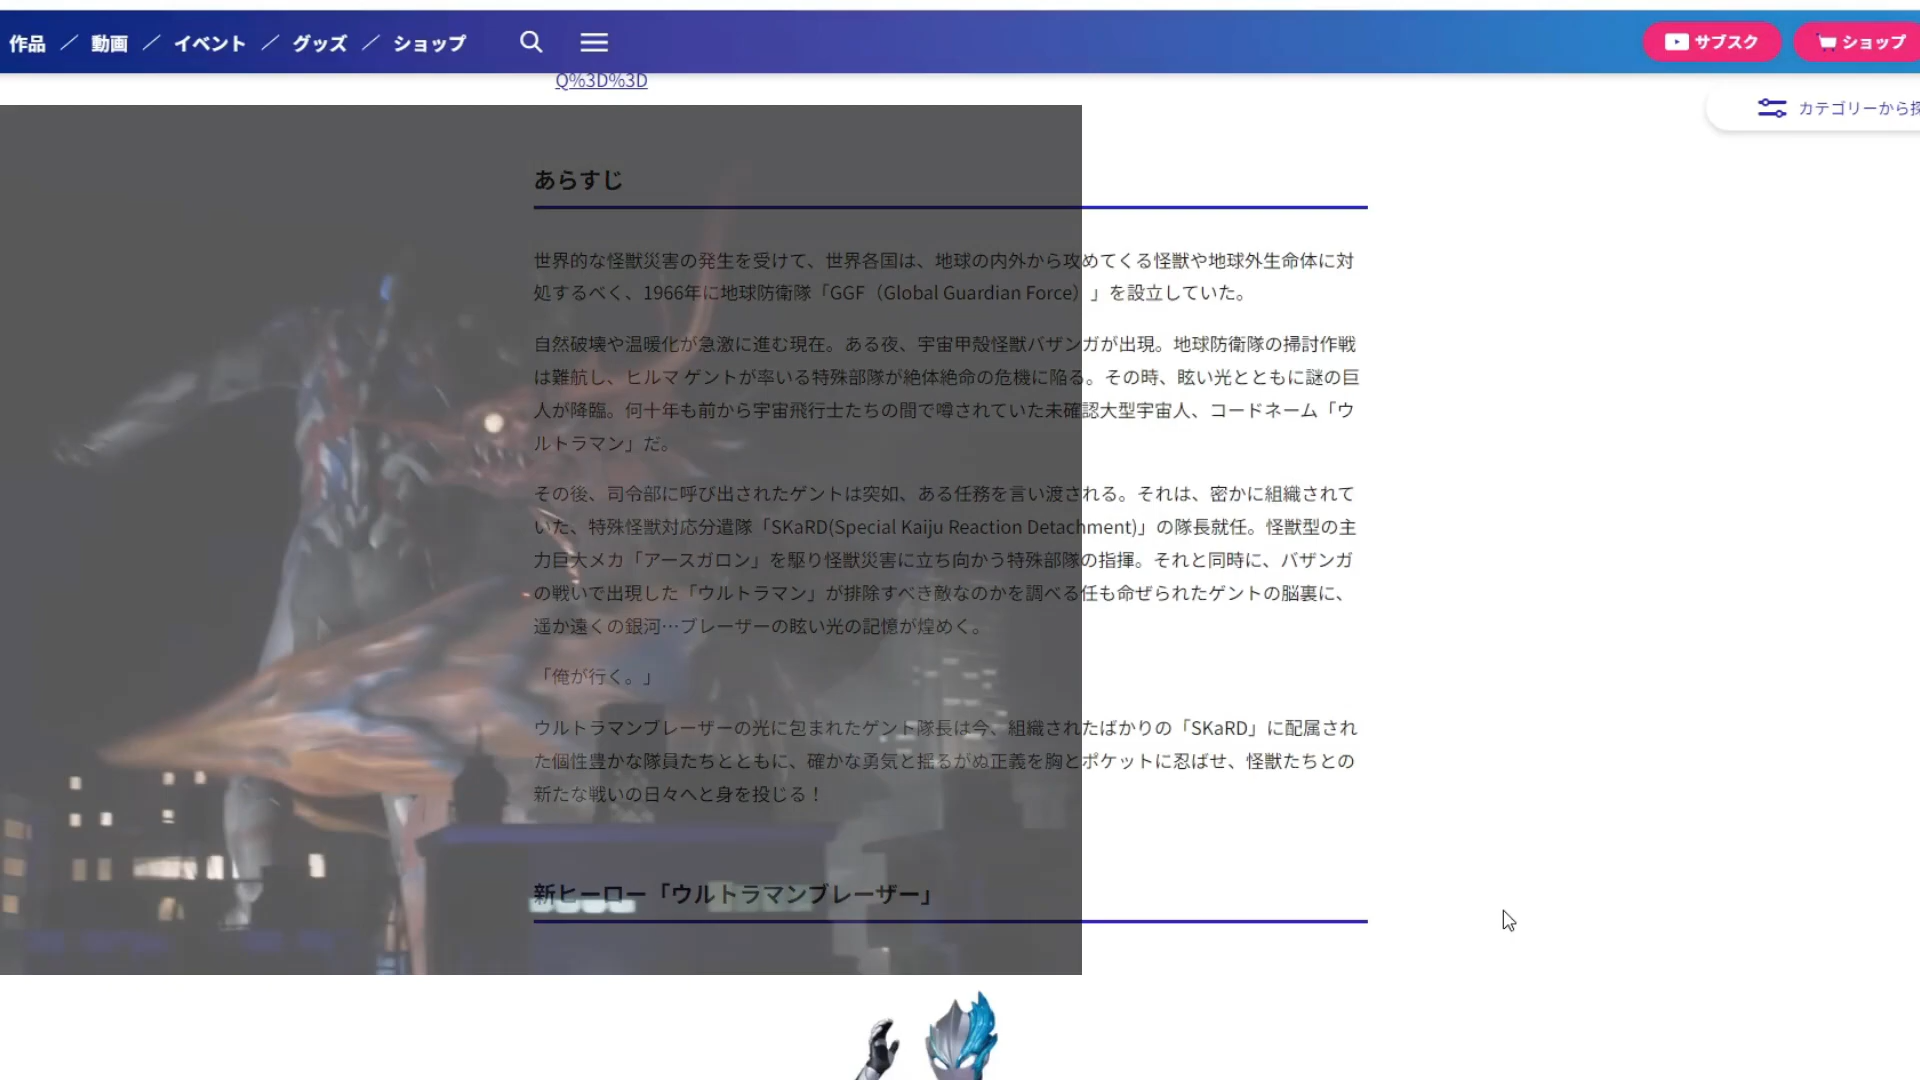 作品 ／ 動画 ／ イベント ／ グッズ ／ ショップ
サブスク
ショップ
Q%3D%3D
カテゴリーから探
あらすじ
世界的な怪獣災害の発生を受けて、世界各国は、地球の内外から攻めてくる怪獣や地球外生命体に対
処するべく、1966年に地球防衛隊「GGF（Global Guardian Force）」を設立していた。
自然破壊や温暖化が急激に進む現在。ある夜、宇宙甲殻怪獣バザンガが出現。地球防衛隊の掃討作戦
は難航し、ヒルマ ゲントが率いる特殊部隊が絶体絶命の危機に陥る。その時、眩い光とともに謎の巨
人が降臨。何十年も前から宇宙飛行士たちの間で噂されていた未確認大型宇宙人、コードネーム「ウ
ルトラマン」だ。
その後、司令部に呼び出されたゲントは突如、ある任務を言い渡される。それは、密かに組織されて
いた、特殊怪獣対応分遣隊「SKaRD(Special Kaiju Reaction Detachment)」の隊長就任。怪獣型の主
力巨大メカ「アースガロン」を駆り怪獣災害に立ち向かう特殊部隊の指揮。それと同時に、バザンガ
の戦いで出現した「ウルトラマン」が排除すべき敵なのかを調べる任も命ぜられたゲントの脳裏に、
遥か遠くの銀河…ブレーザーの眩い光の記憶が煌めく。
「俺が行く。」
ウルトラマンブレーザーの光に包まれたゲント隊長は今、組織されたばかりの「SKaRD」に配属され
た個性豊かな隊員たちとともに、確かな勇気と揺るがぬ正義を胸とポケットに忍ばせ、怪獣たちとの
新たな戦いの日々へと身を投じる！
新ヒーロー「ウルトラマンブレーザー」